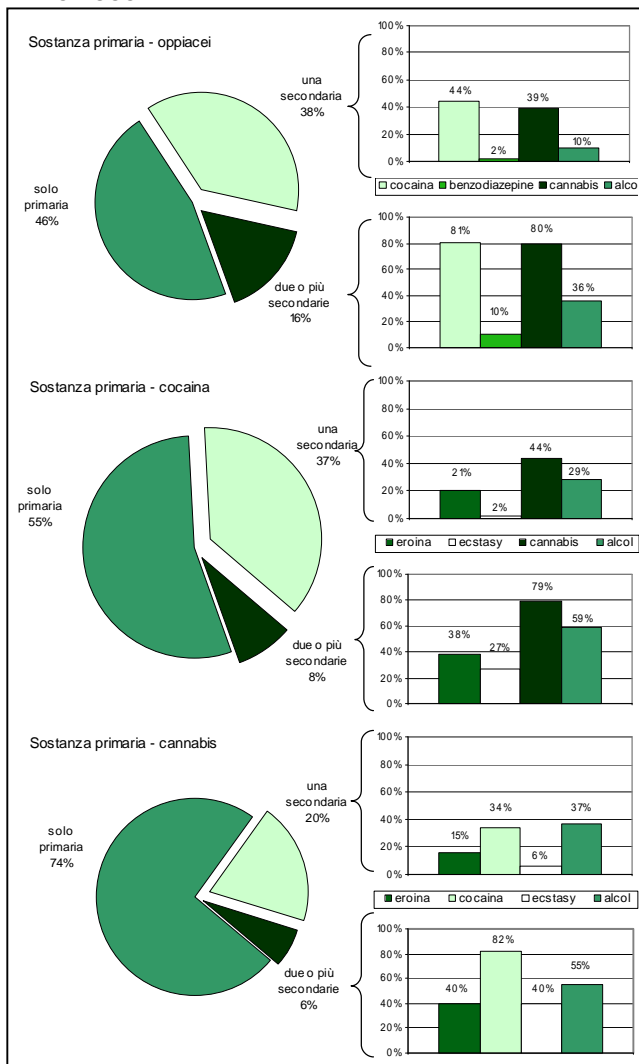 Sostanza primaria - oppiacei
una
secondaria
38%
solo
primaria
46%
due o più
secondarie
16%
100%
80%
60%
40%
20%
0%
44%
2%
39%
10%
cocaina benzodiazepine cannabis alcol
100%
80%
60%
40%
20%
0%
81%
10%
80%
36%
Sostanza primaria - cocaina
una
secondaria
37%
solo
primaria
55%
due o più
secondarie
8%
100%
80%
60%
40%
20%
0%
21%
2%
44%
29%
eroina ecstasy cannabis alcol
100%
80%
60%
40%
20%
0%
38%
27%
79%
59%
Sostanza primaria - cannabis
una
secondaria
20%
solo
primaria
74%
due o più
secondarie
6%
100%
80%
60%
40%
20%
0%
15%
34%
6%
37%
eroina cocaina ecstasy alcol
100%
80%
60%
40%
20%
0%
40%
82%
40%
55%